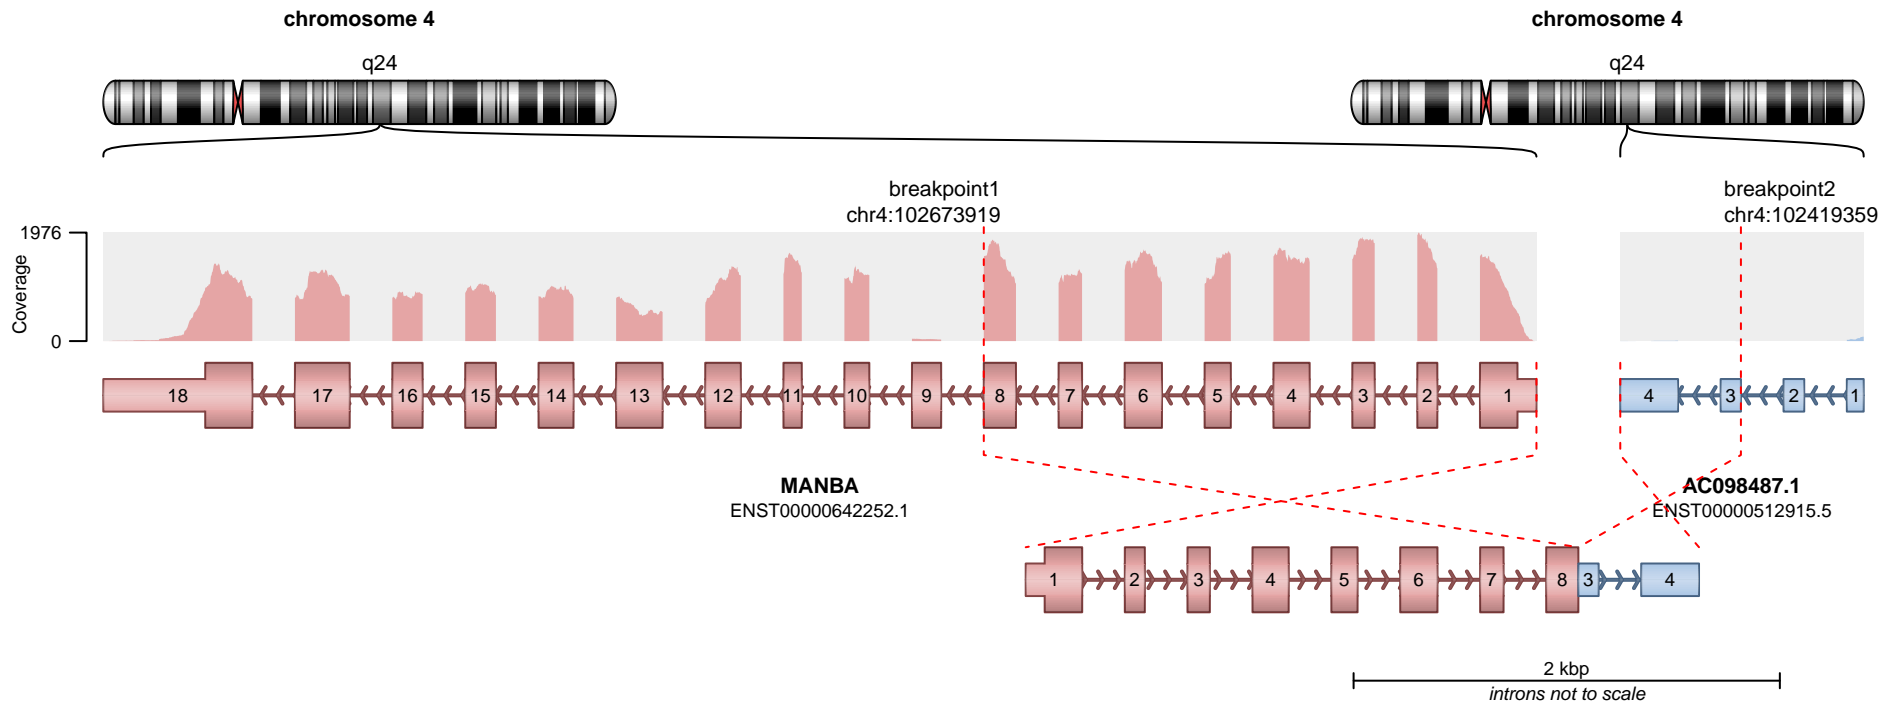 chromosome 4 chromosome 4
q24 q24
breakpoint1 breakpoint2
chr4:102673919 chr4:102419359
1976
Coverage
0
18 17 16 15 14 13 12 11 10 9 8 7 6 5 4 3 2 1 4 3 2 1
MANBA AC098487.1
ENST00000642252.1 ENST00000512915.5
1 2 3 4 5 6 7 8 3 4
2 kbp
introns not to scale